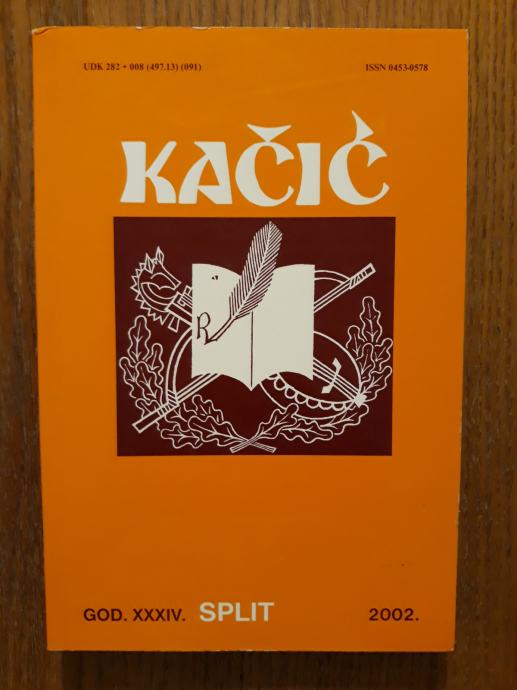 UDK 282 + 008 (497.13) (091) ISSN 0453-0578
KAČIĆ
R
GOD. XXXIV. SPLIT 2002.